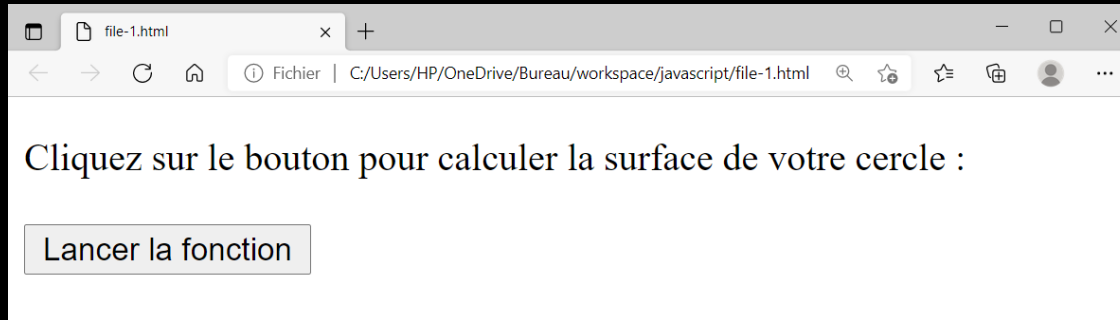 file-1.html
Fichier | C:/Users/HP/OneDrive/Bureau/workspace/javascript/file-1.html
Cliquez sur le bouton pour calculer la surface de votre cercle :
Lancer la fonction